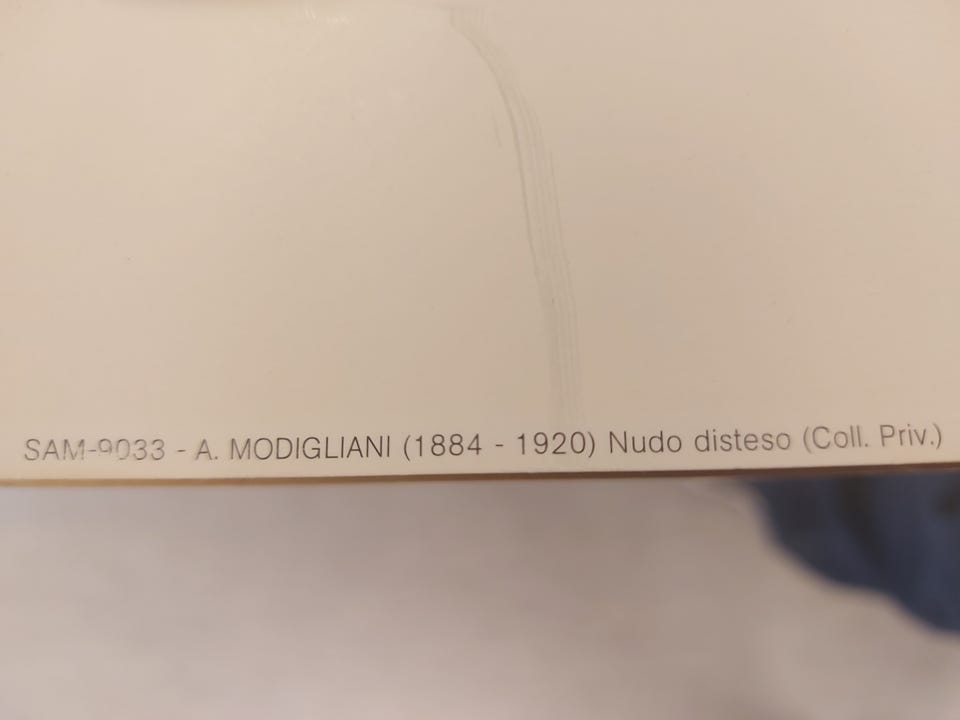 SAM-9033 - A. MODIGLIANI (1884 - 1920) Nudo disteso (Coll. Priv.)